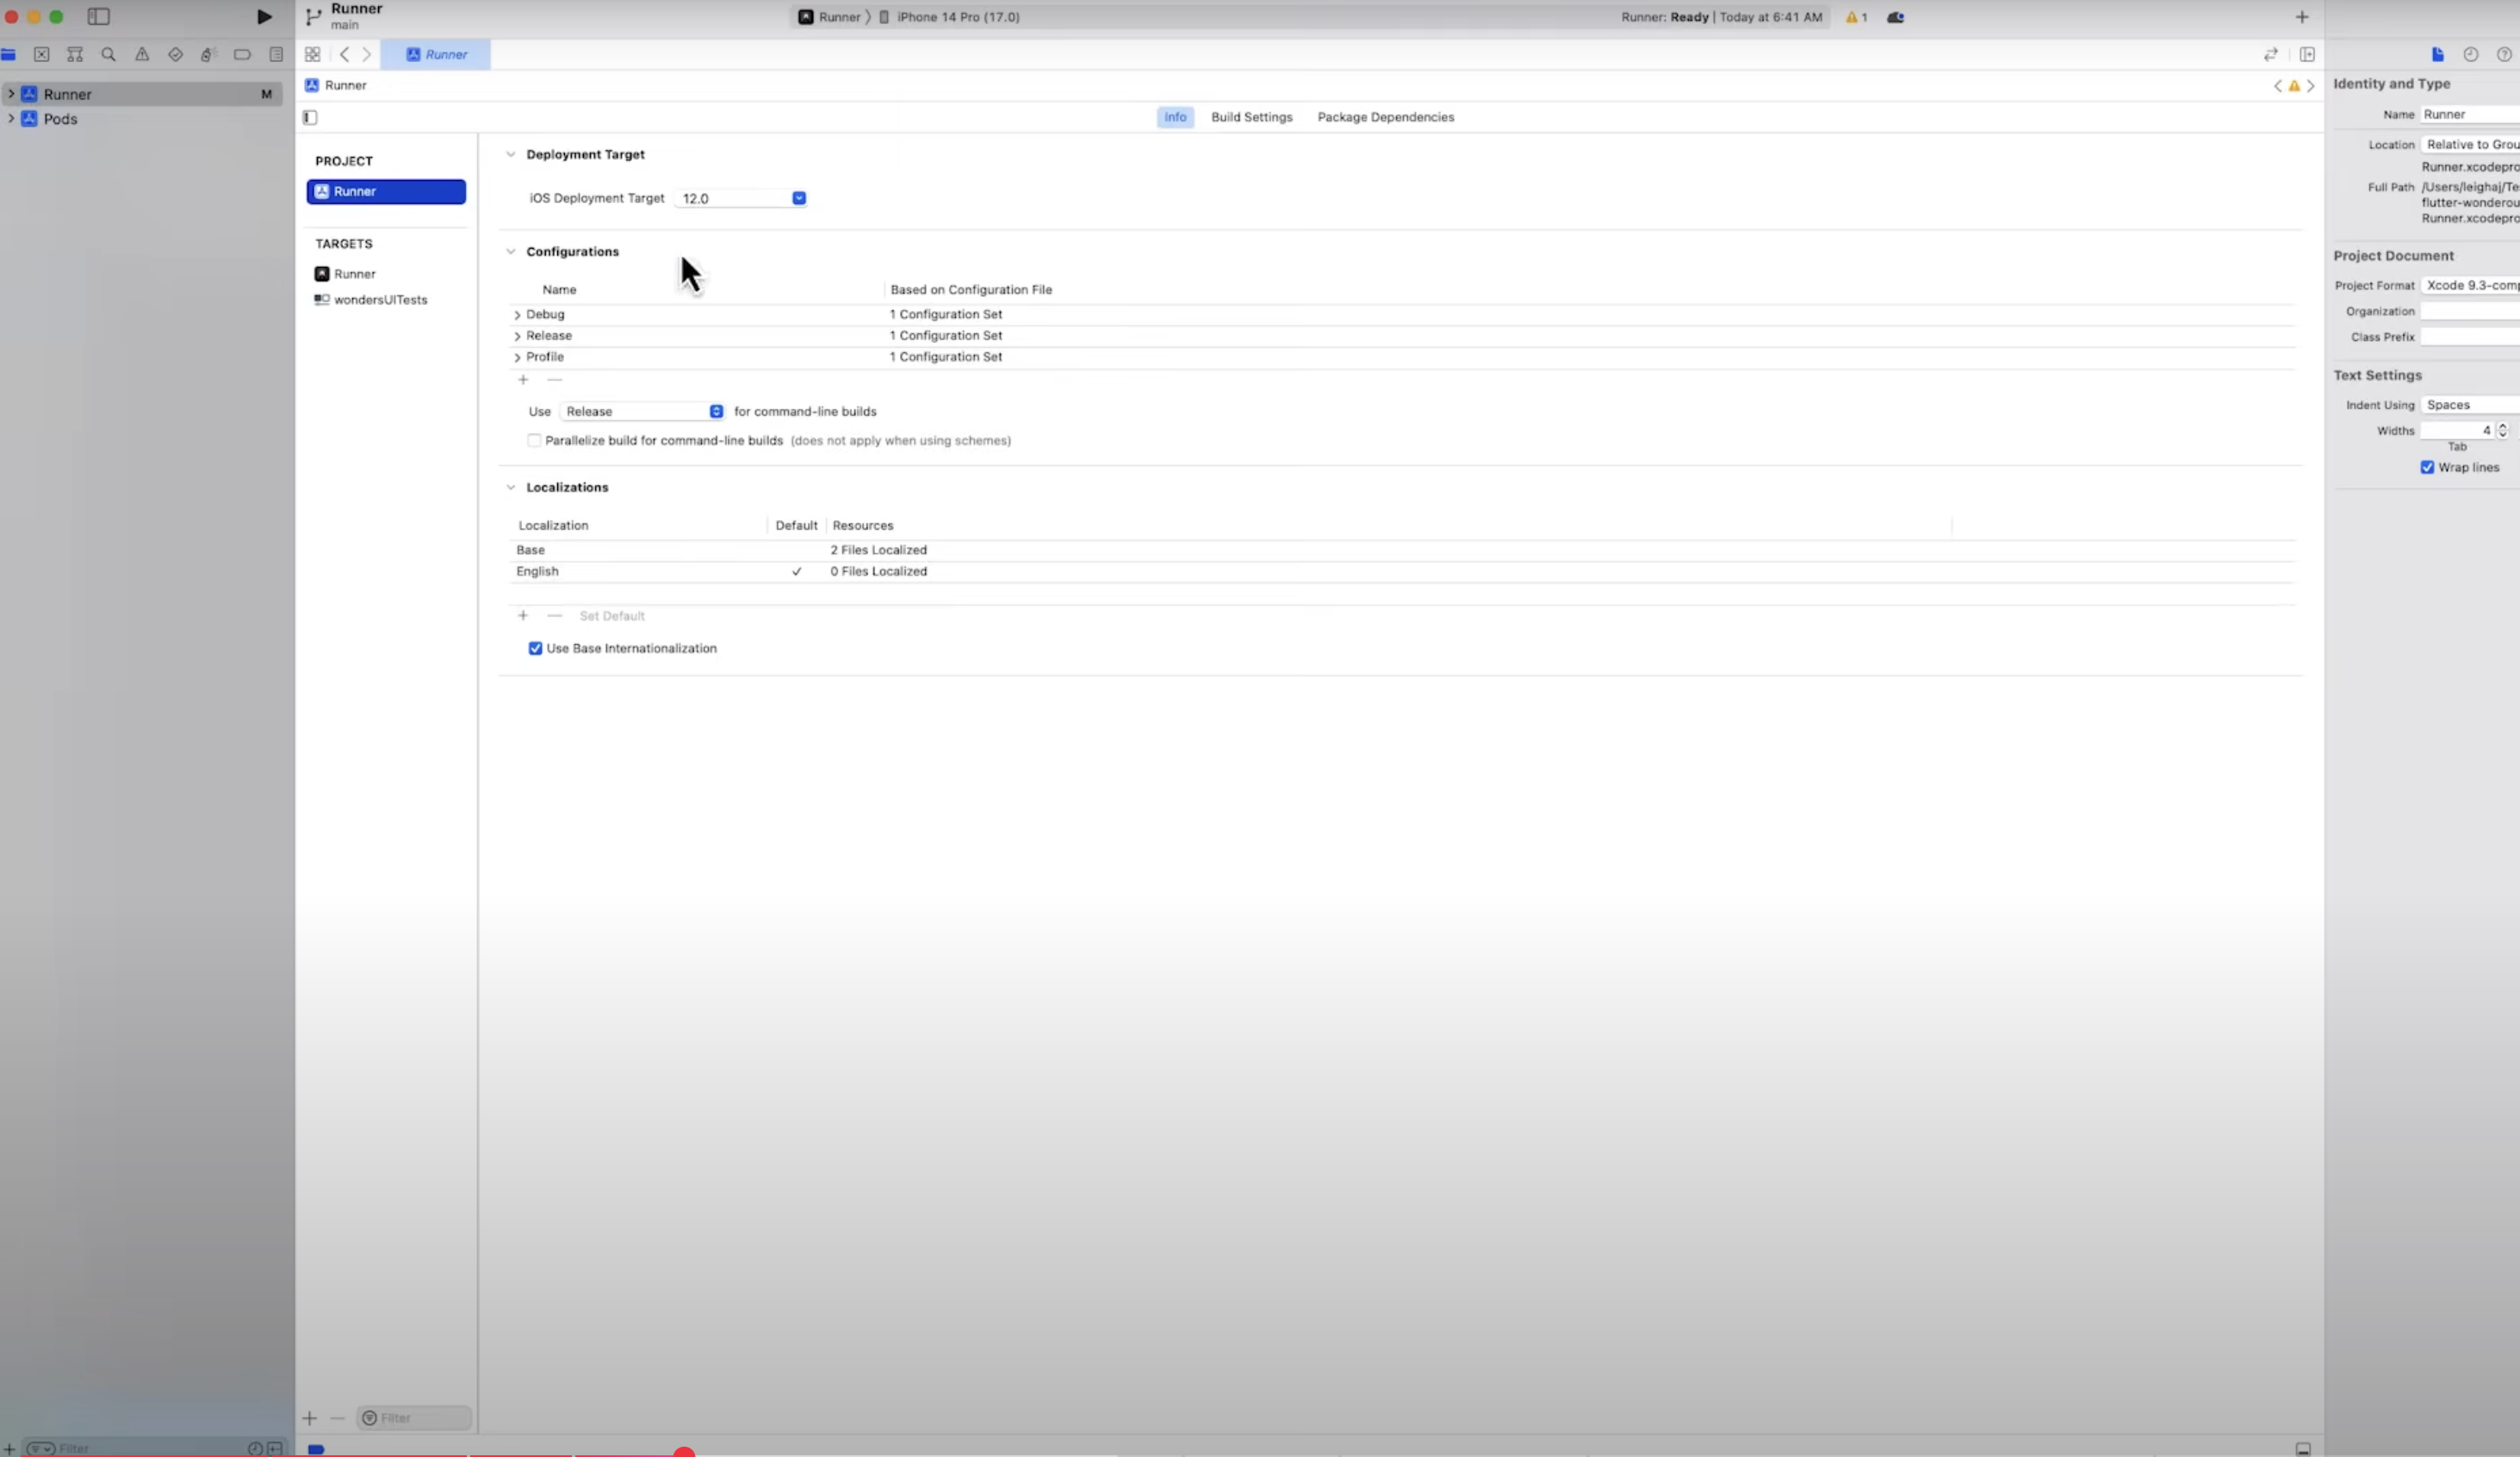 Runner
main
Runner
iPhone 14 Pro (17.0)
Runner: Ready | Today at 6:41 AM
1
Runner
Runner M
Pods
Runner
Info Build Settings Package Dependencies
PROJECT
Runner
TARGETS
Runner
wondersUITests
Deployment Target
iOS Deployment Target 12.0
Configurations
Name Based on Configuration File
Debug 1 Configuration Set
Release 1 Configuration Set
Profile 1 Configuration Set
Use Release for command-line builds
Parallelize build for command-line builds (does not apply when using schemes)
Localizations
Localization Default Resources
Base 2 Files Localized
English 0 Files Localized
Set Default
Use Base Internationalization
Filter
Filter
Identity and Type
Name Runner
Location Relative to Grou
Runner.xcodepro
Full Path /Users/leighaj/Te
flutter-wonderou
Runner.xcodepro
Project Document
Project Format Xcode 9.3-comp
Organization
Class Prefix
Text Settings
Indent Using Spaces
Widths 4
Tab
Wrap lines